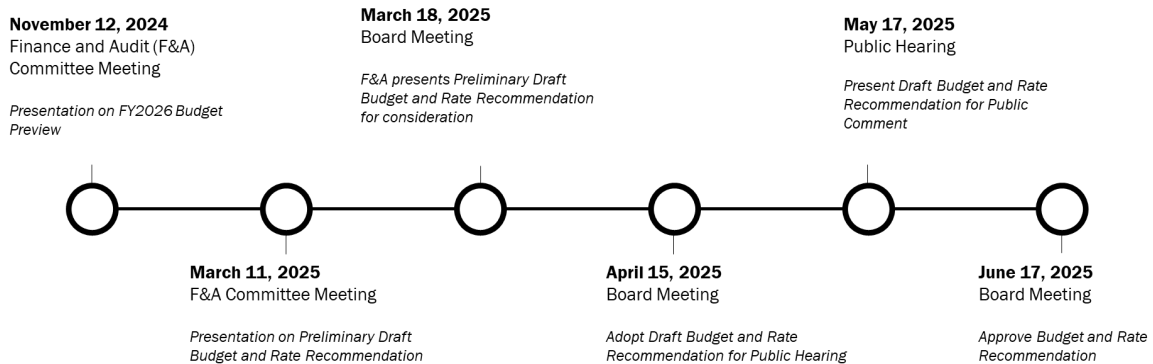 November 12, 2024
Finance and Audit (F&A)
Committee Meeting
Presentation on FY2026 Budget
Preview
March 11, 2025
F&A Committee Meeting
Presentation on Preliminary Draft
Budget and Rate Recommendation
March 18, 2025
Board Meeting
F&A presents Preliminary Draft
Budget and Rate Recommendation
for consideration
April 15, 2025
Board Meeting
Adopt Draft Budget and Rate
Recommendation for Public Hearing
May 17, 2025
Public Hearing
Present Draft Budget and Rate
Recommendation for Public
Comment
June 17, 2025
Board Meeting
Approve Budget and Rate
Recommendation